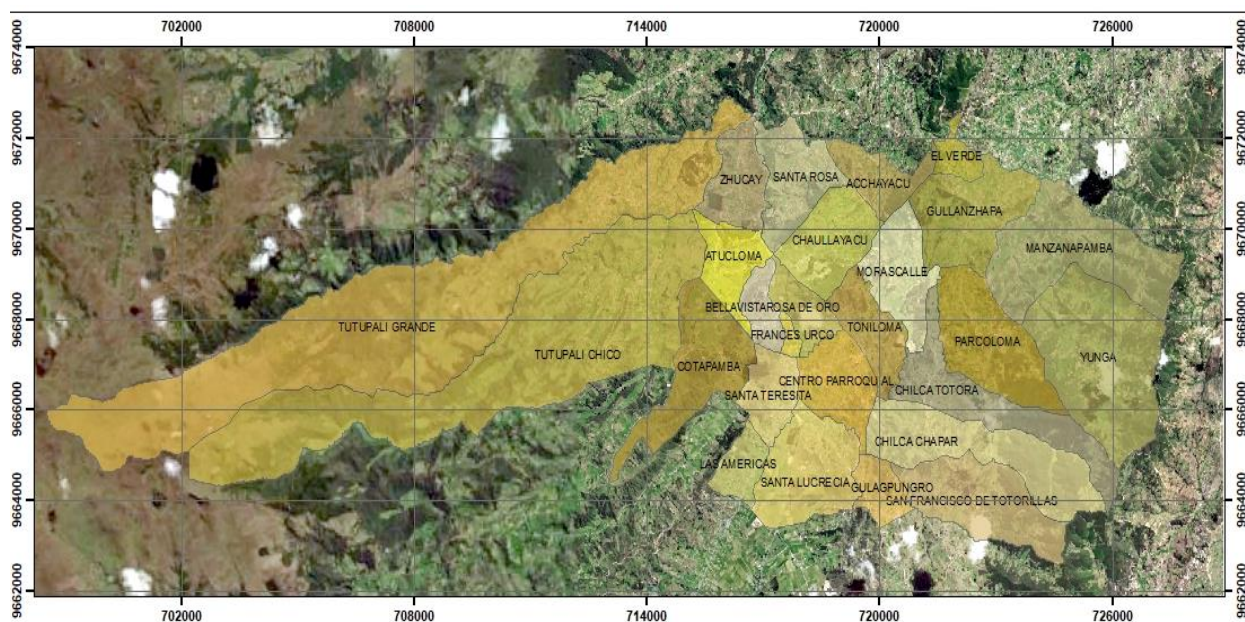 702000 708000 714000 720000 726000
9674000 9674000
9672000 9672000
EL VERDE
ZHUCAY SANTA ROSA ACCHAYACU
GULLANZHAPA
9670000 9670000
CHAULLAYACU MANZANAPAMBA
ATUCLOMA
MORASCALLE
BELLAVISTA ROSA DE ORO
9668000 9668000
TUTUPALI GRANDE FRANCES URCO TONILOMA PARCOLOMA
TUTUPALI CHICO YUNGA
COTAPAMBA
CENTRO PARROQUIAL
SANTA TERESITA CHILCA TOTORA
9666000 9666000
CHILCA CHAPAR
LAS AMERICAS
SANTA LUCRECIA GULAGPUNGRO
SAN FRANCISCO DE TOTORILLAS
9664000 9664000
9662000 9662000
702000 708000 714000 720000 726000